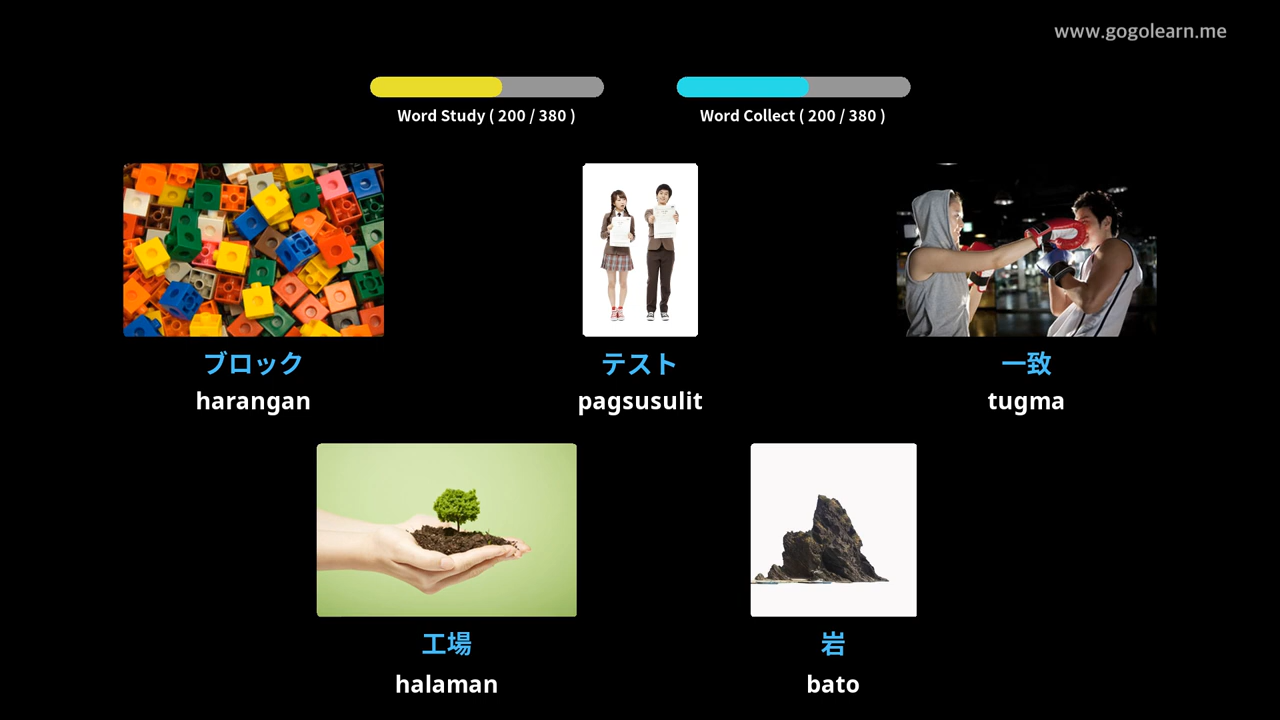 www.gogolearn.me
Word Study ( 200 / 380 )
Word Collect ( 200 / 380 )
ブロック
harangan
テスト
pagsusulit
一致
tugma
工場
halaman
岩
bato